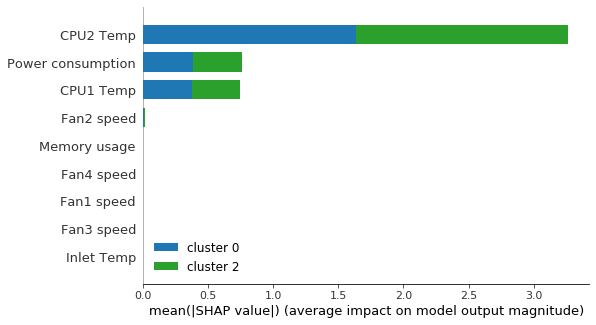 CPU2 Temp
Power consumption
CPU1 Temp
Fan2 speed
Memory usage
Fan4 speed
Fan1 speed
Fan3 speed
Inlet Temp
cluster 0
cluster 2
0.0 0.5 1.0 1.5 2.0 2.5 3.0
mean(|SHAP value|) (average impact on model output magnitude)